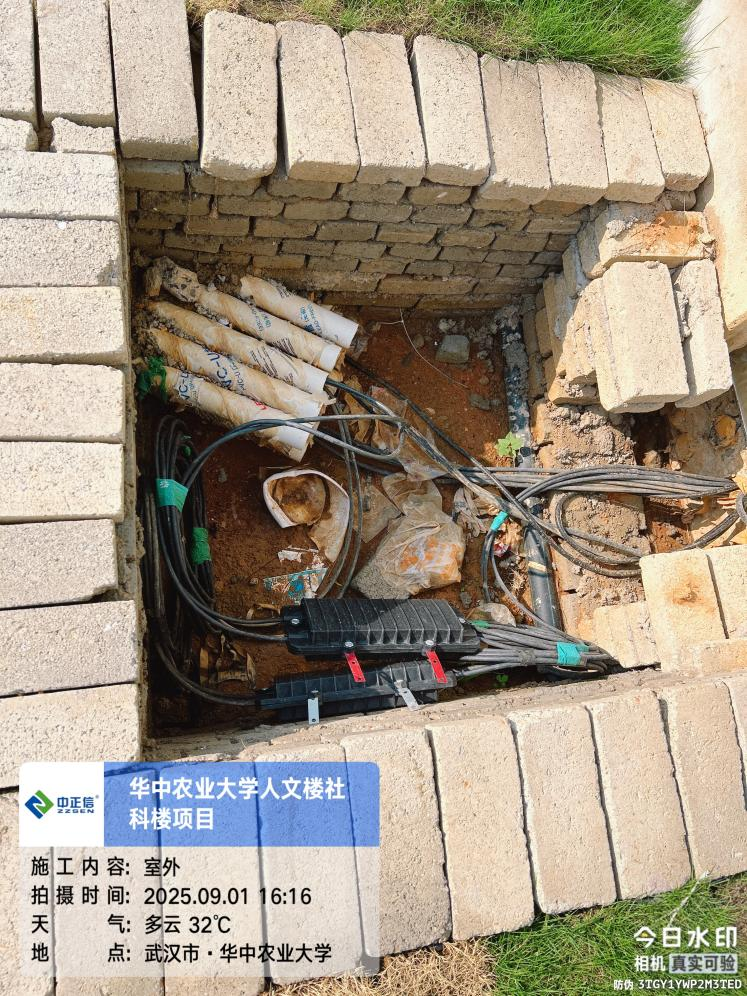 中正信
ZZSEN
华中农业大学人文楼社
科楼项目
施工内容: 室外
拍摄时间: 2025.09.01 16:16
天 气: 多云 32℃
地 点: 武汉市·华中农业大学
今日水印
相机 真实可验
防伪 3TGY1YWP2M3TED